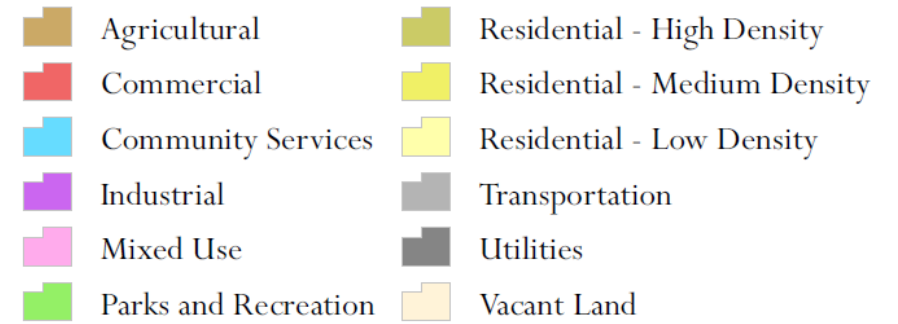 Agricultural
Commercial
Community Services
Industrial
Mixed Use
Parks and Recreation
Residential - High Density
Residential - Medium Density
Residential - Low Density
Transportation
Utilities
Vacant Land